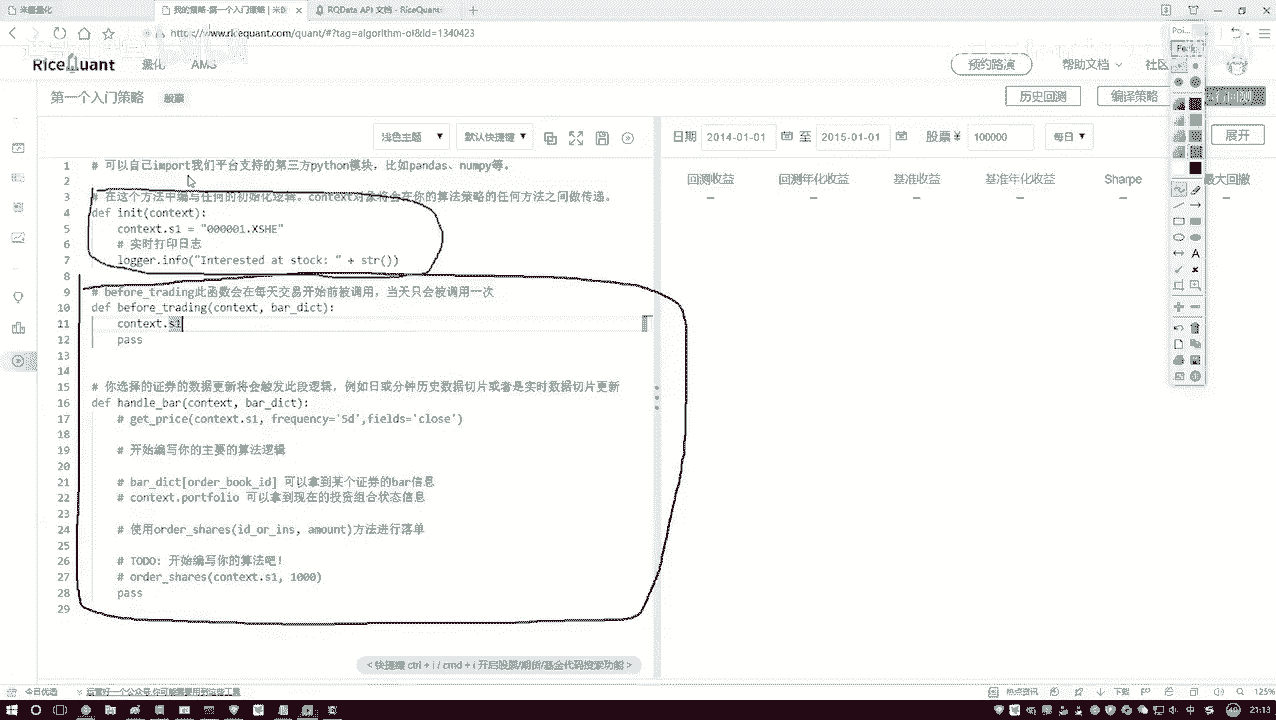 米筐量化
我的策略-第一个入门策略 | 米筐
RQData API 文档 - RiceQuant
https://www.ricequant.com/quant/#?tag=algorithm-ol&id=1340423
RiceQuant
量化
AMS
预约路演
帮助文档
社区
第一个入门策略
股票
历史回测
编译策略
浅色主题
默认快捷键
日期 2014-01-01 至 2015-01-01 股票 ¥ 100000 每日
展开
回测收益 回测年化收益 基准收益 基准年化收益 Sharpe 最大回撤
1 # 可以自己import我们平台支持的第三方python模块，比如pandas、numpy等。
2
3 # 在这个方法中编写任何的初始化逻辑。context对象将会在你的算法策略的任何方法之间做传递。
4 def init(context):
5 context.s1 = "000001.XSHE"
6 # 实时打印日志
7 logger.info("Interested at stock: " + str())
8
9 # before_trading此函数会在每天交易开始前被调用，当天只会被调用一次
10 def before_trading(context, bar_dict):
11 context.s1
12 pass
13
14
15 # 你选择的证券的数据更新将会触发此段逻辑，例如日或分钟历史数据切片或者是实时数据切片更新
16 def handle_bar(context, bar_dict):
17 # get_price(context.s1, frequency='5d',fields='close')
18
19 # 开始编写你的主要的算法逻辑
20
21 # bar_dict[order_book_id] 可以拿到某个证券的bar信息
22 # context.portfolio 可以拿到现在的投资组合状态信息
23
24 # 使用order_shares(id_or_ins, amount)方法进行落单
25
26 # TODO: 开始编写你的算法吧！
27 # order_shares(context.s1, 1000)
28 pass
29
< 快捷键 ctrl + i / cmd + i 开启股票/期货/基金代码搜索功能 >
今日优选
热点资讯
下载
125%
中
21:13